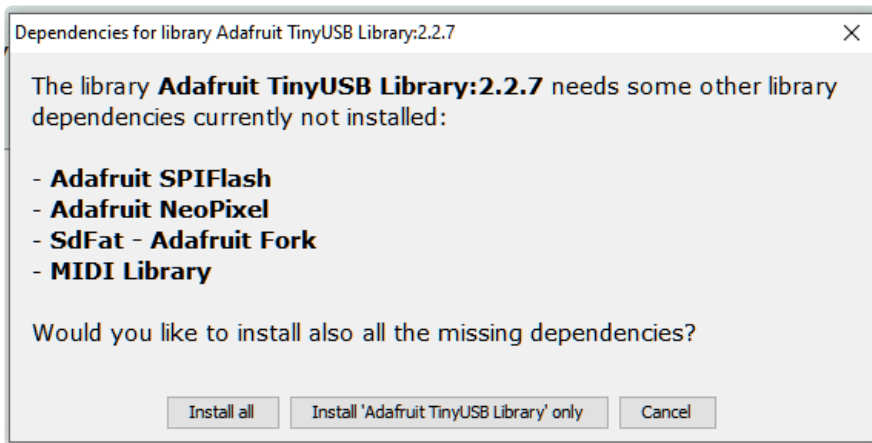 Dependencies for library Adafruit TinyUSB Library:2.2.7
The library Adafruit TinyUSB Library:2.2.7 needs some other library
dependencies currently not installed:
- Adafruit SPIFlash
- Adafruit NeoPixel
- SdFat - Adafruit Fork
- MIDI Library
Would you like to install also all the missing dependencies?
Install all
Install 'Adafruit TinyUSB Library' only
Cancel